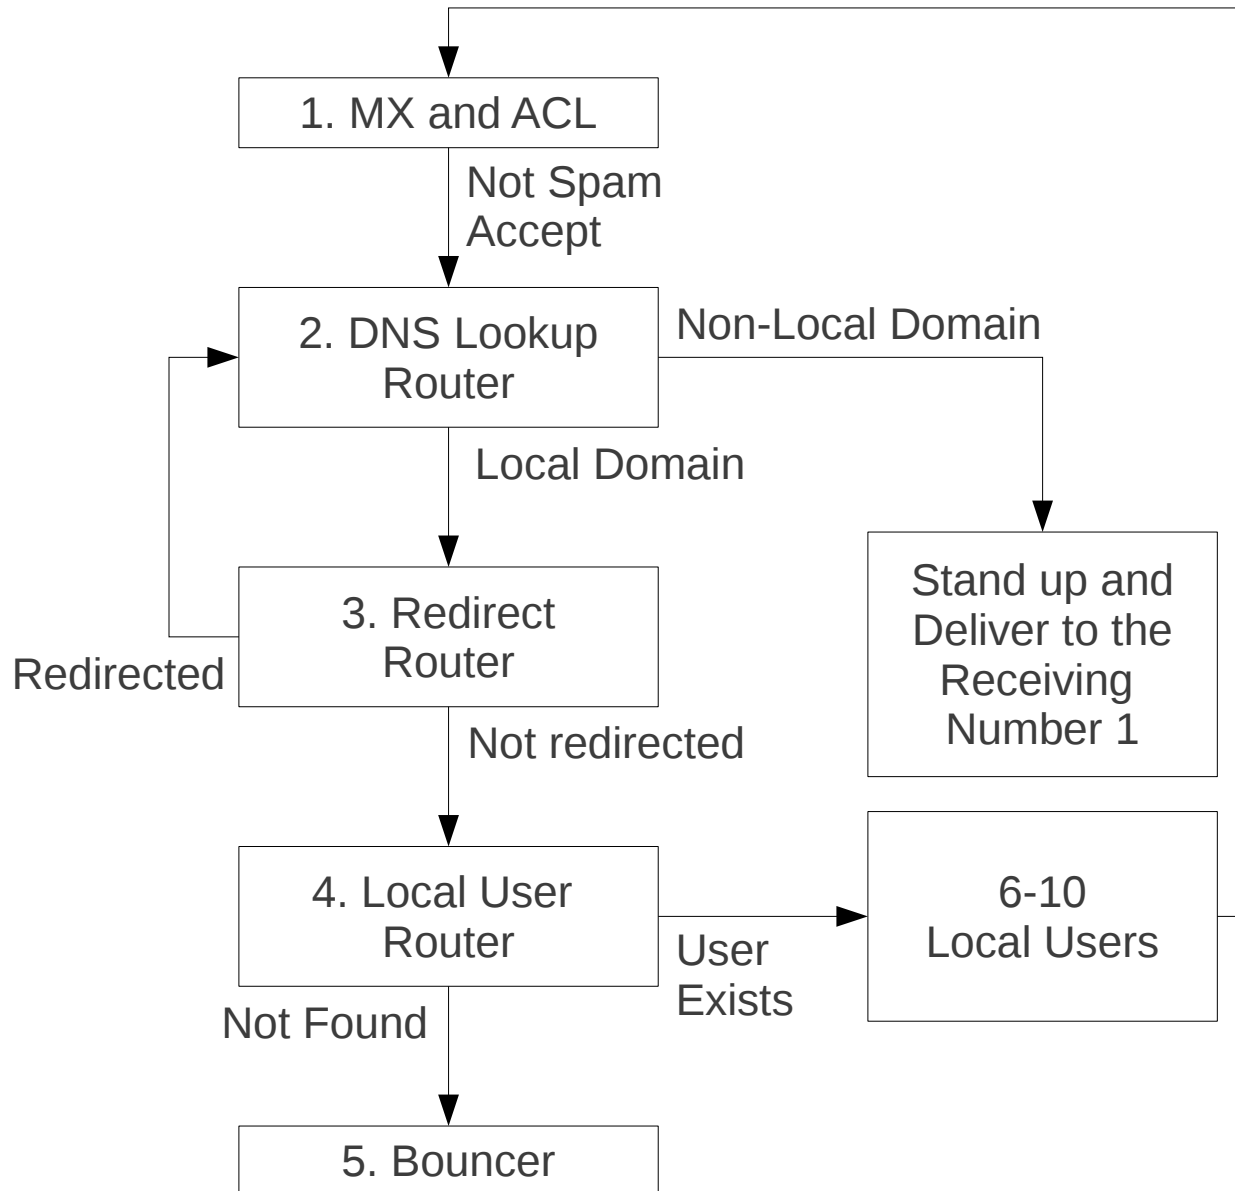 1. MX and ACL
Not Spam
Accept
2. DNS Lookup
Router
Non-Local Domain
Local Domain
3. Redirect
Router
Redirected
Stand up and
Deliver to the
Receiving
Number 1
Not redirected
4. Local User
Router
User
Exists
6-10
Local Users
Not Found
5. Bouncer